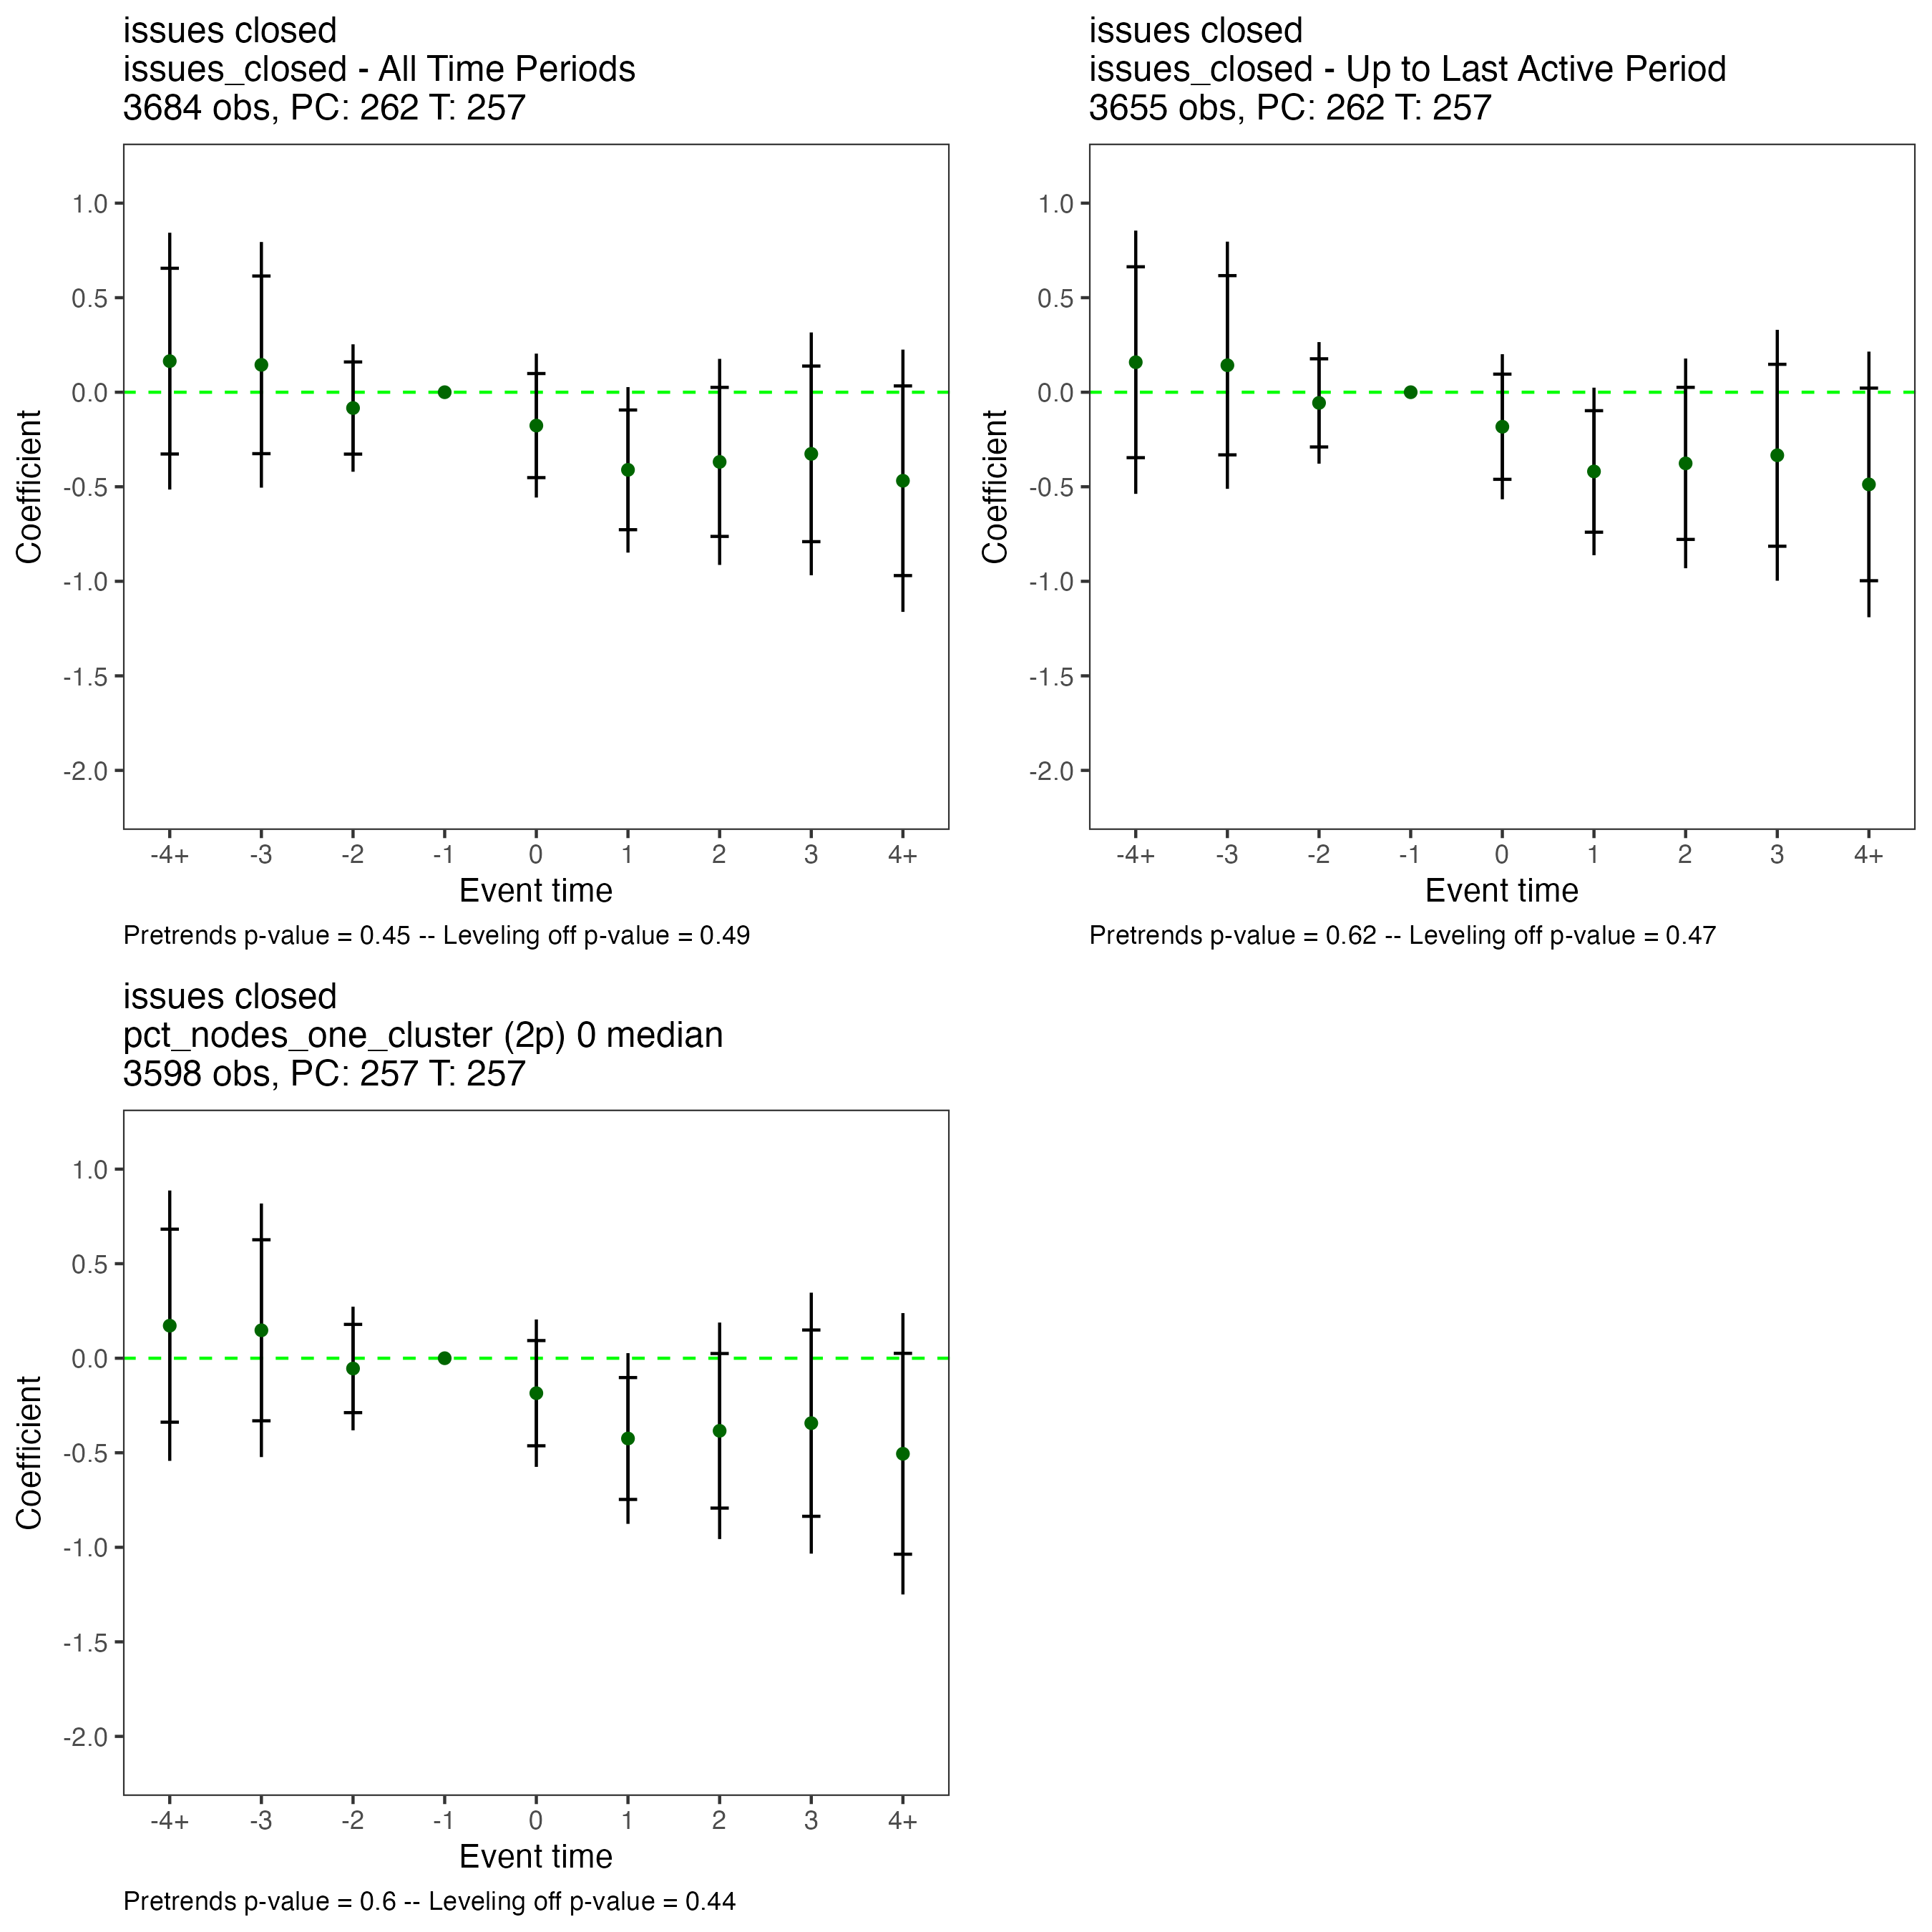 issues closed
issues_closed - All Time Periods
3684 obs, PC: 262 T: 257
1.0
0.5
0.0
-0.5
-1.0
-1.5
-2.0
Coefficient
-4+ -3 -2 -1 0 1 2 3 4+
Event time
Pretrends p-value = 0.45 -- Leveling off p-value = 0.49
issues closed
issues_closed - Up to Last Active Period
3655 obs, PC: 262 T: 257
1.0
0.5
0.0
-0.5
-1.0
-1.5
-2.0
Coefficient
-4+ -3 -2 -1 0 1 2 3 4+
Event time
Pretrends p-value = 0.62 -- Leveling off p-value = 0.47
issues closed
pct_nodes_one_cluster (2p) 0 median
3598 obs, PC: 257 T: 257
1.0
0.5
0.0
-0.5
-1.0
-1.5
-2.0
Coefficient
-4+ -3 -2 -1 0 1 2 3 4+
Event time
Pretrends p-value = 0.6 -- Leveling off p-value = 0.44